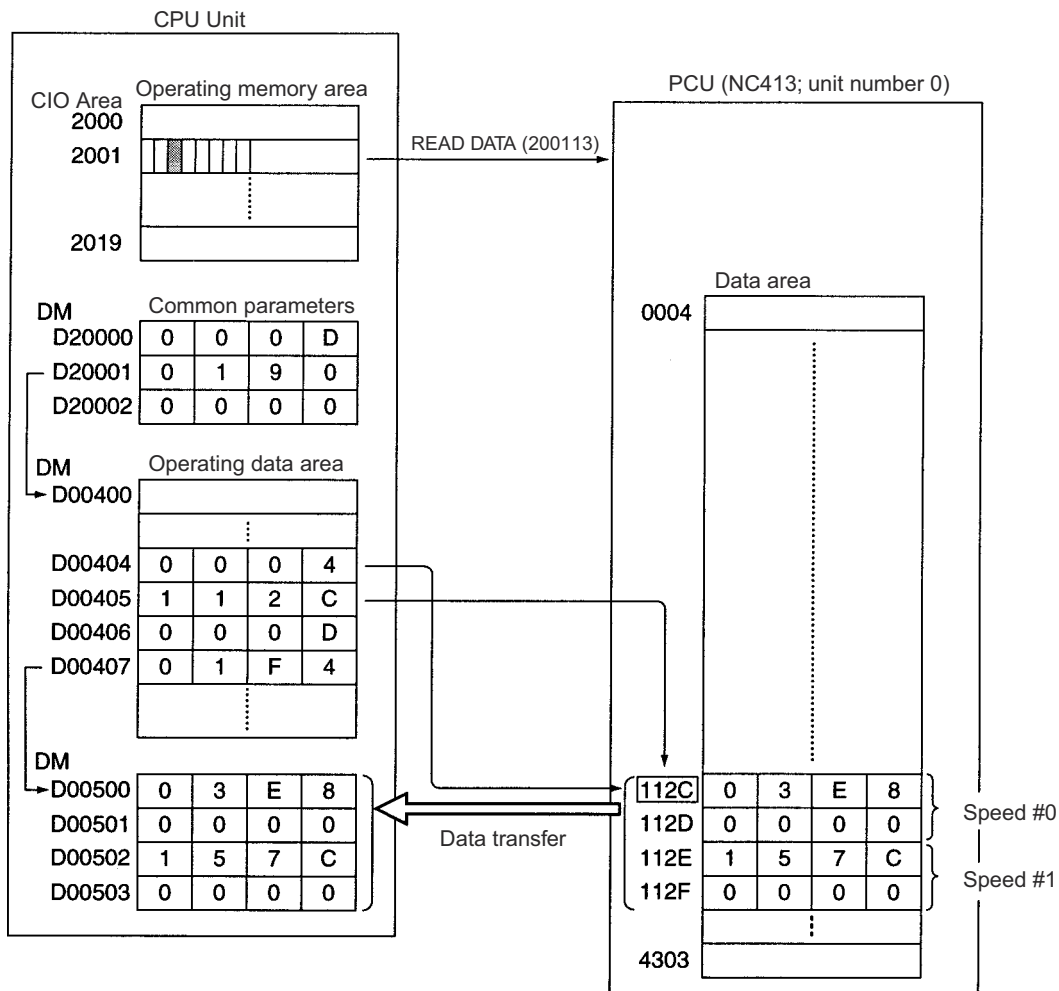 CPU Unit
CIO Area
Operating memory area
2000
2001
2019
READ DATA (200113)
PCU (NC413; unit number 0)
DM
Common parameters
D20000 0 0 0 D
D20001 0 1 9 0
D20002 0 0 0 0
DM
Operating data area
D00400
D00404 0 0 0 4
D00405 1 1 2 C
D00406 0 0 0 D
D00407 0 1 F 4
DM
D00500 0 3 E 8
D00501 0 0 0 0
D00502 1 5 7 C
D00503 0 0 0 0
Data transfer
Data area
0004
112C 0 3 E 8
112D 0 0 0 0
112E 1 5 7 C
112F 0 0 0 0
4303
Speed #0
Speed #1